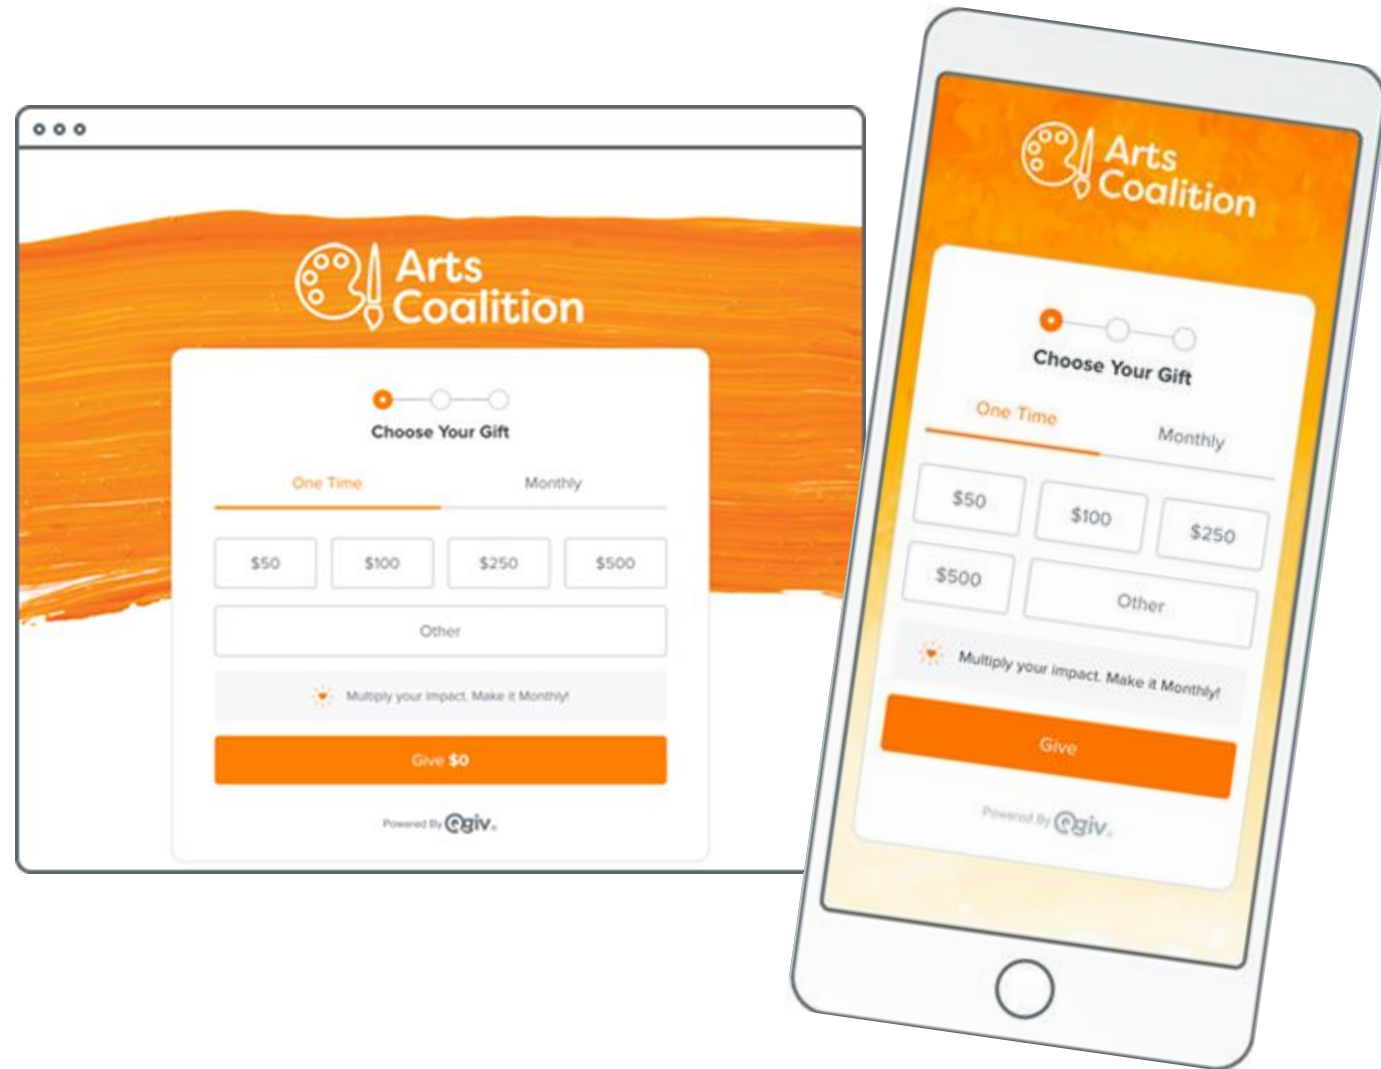 Arts
Coalition
Choose Your Gift
One Time Monthly
$50 $100 $250 $500
Other
Multiply your impact. Make it Monthly!
Give $0
Powered By Qgiv
Arts
Coalition
Choose Your Gift
One Time Monthly
$50 $100 $250
$500 Other
Multiply your impact. Make it Monthly!
Give
Powered By Qgiv